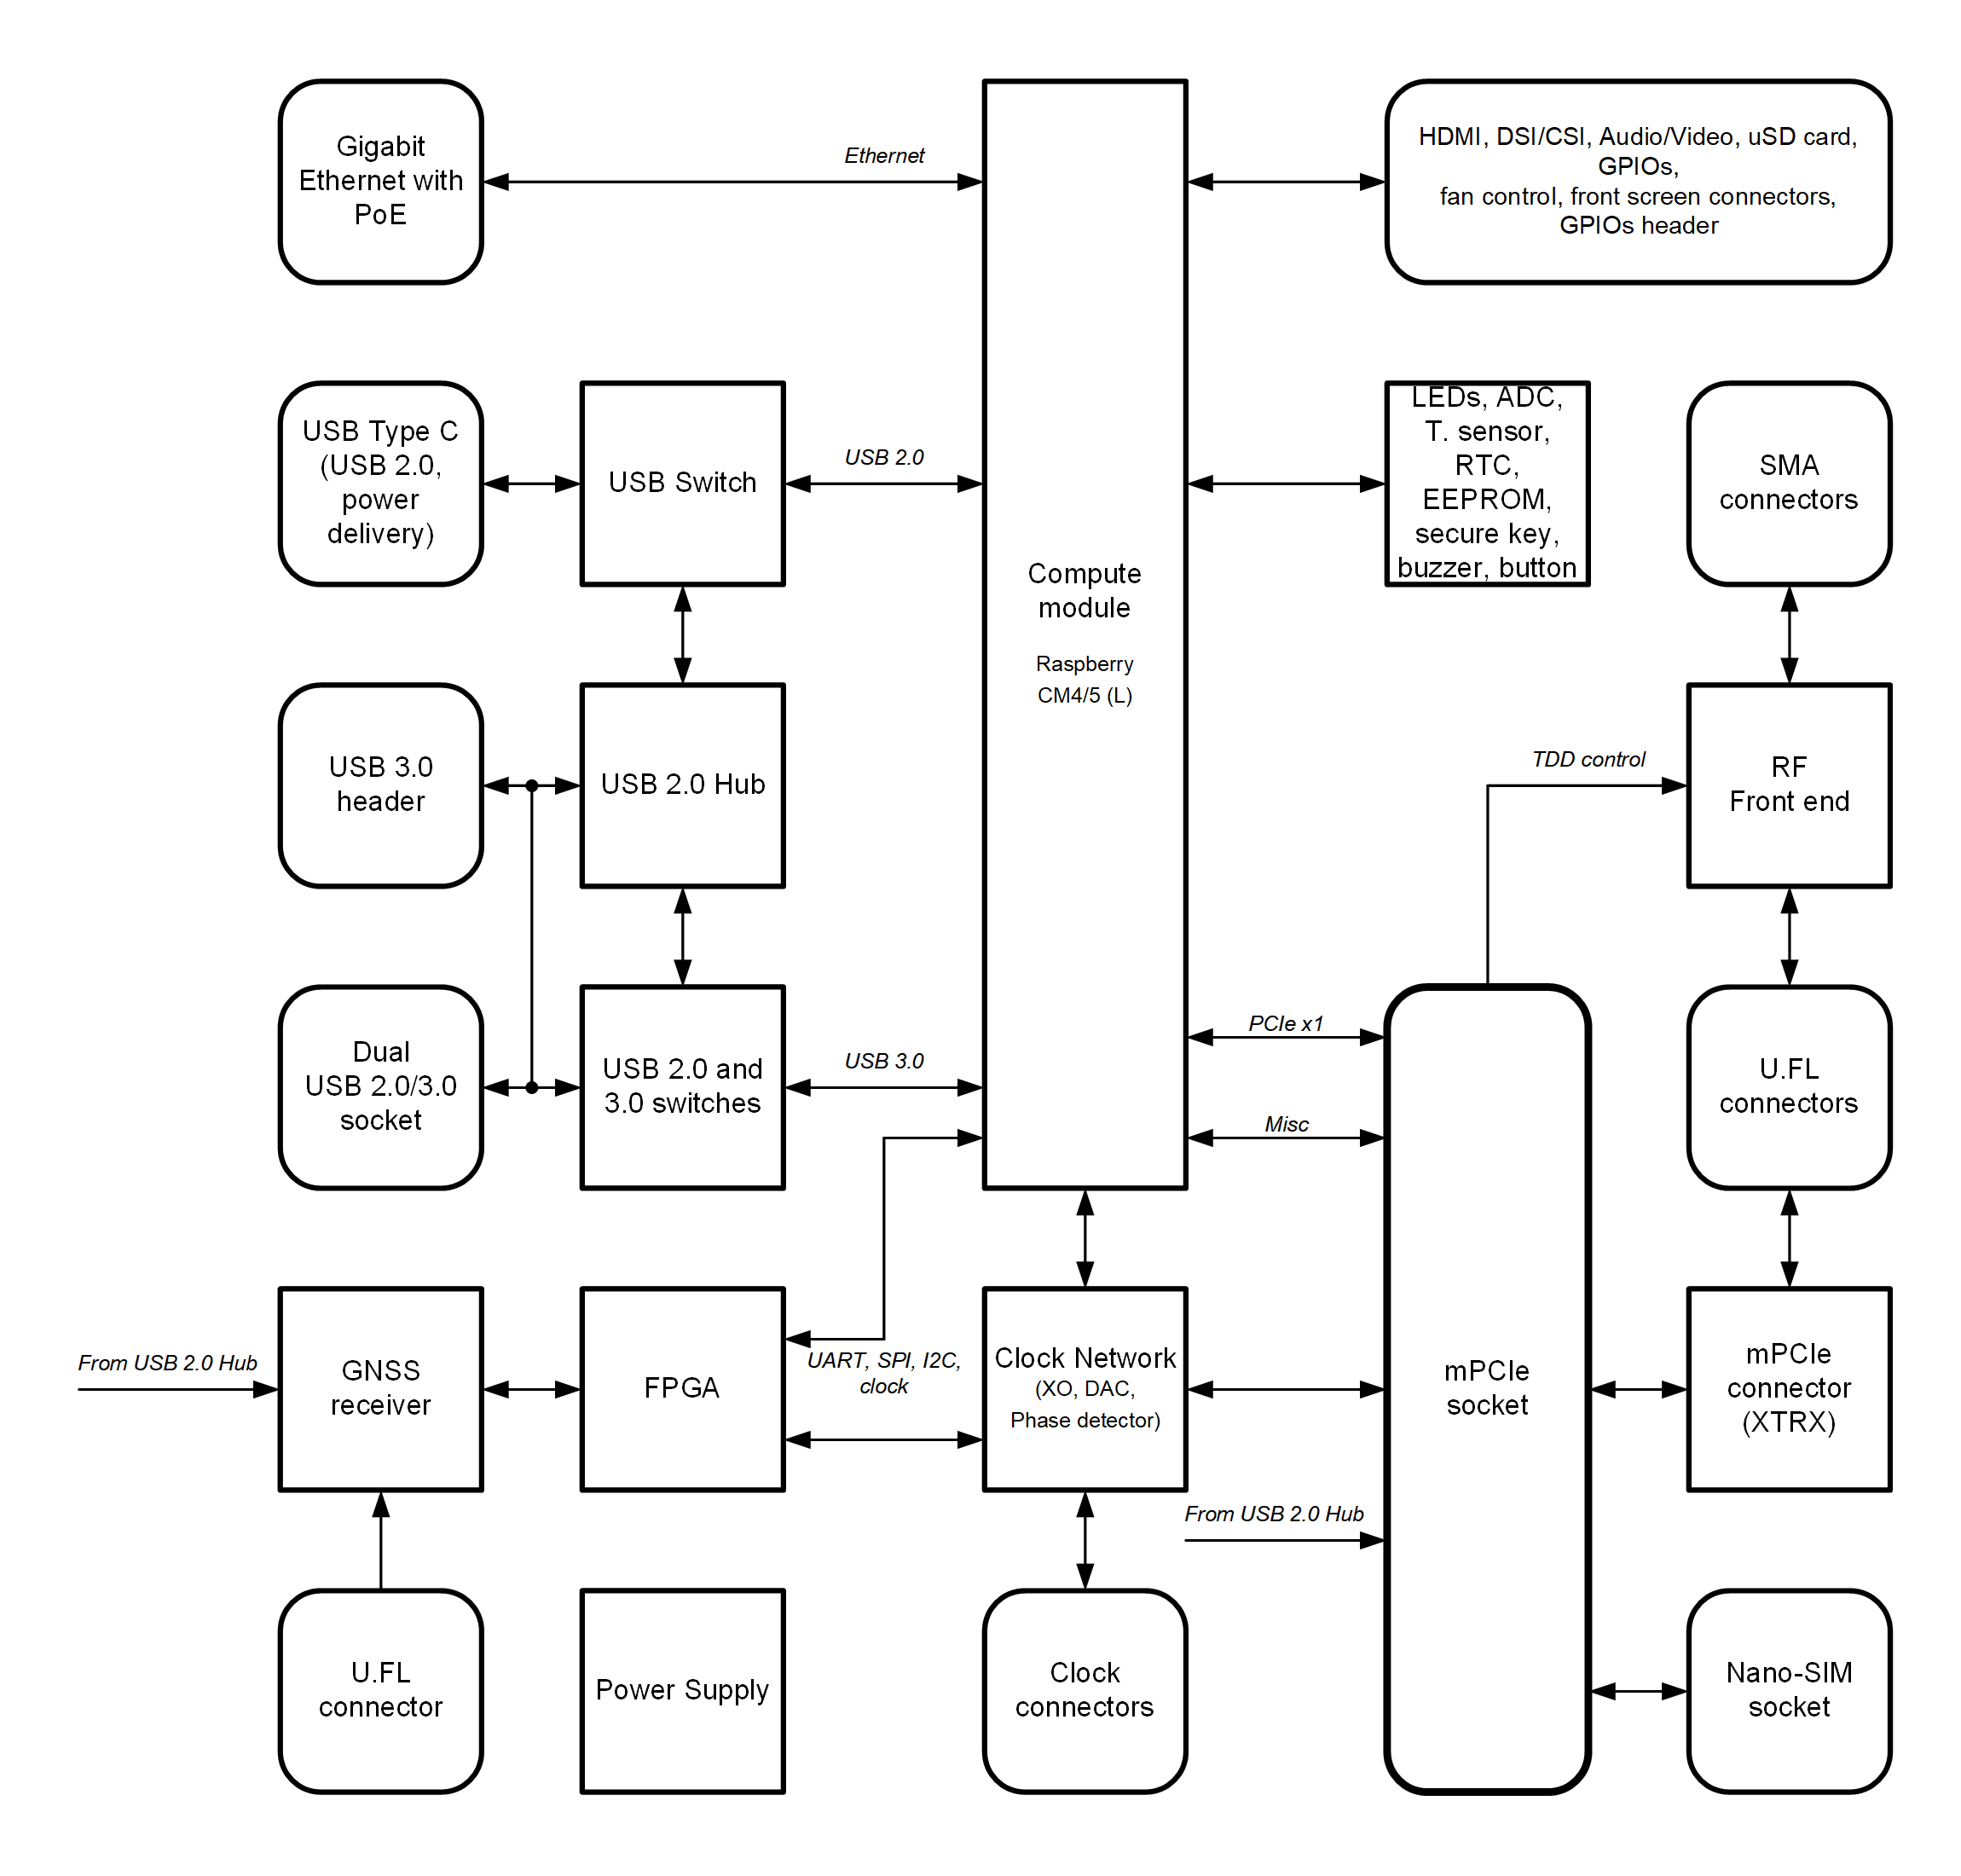 Gigabit
Ethernet with
PoE
Ethernet
HDMI, DSI/CSI, Audio/Video, uSD card,
GPIOs,
fan control, front screen connectors,
GPIOs header
USB Type C
(USB 2.0,
power
delivery)
USB Switch
USB 2.0
Compute
module
Raspberry
CM4/5 (L)
LEDs, ADC,
T. sensor,
RTC,
EEPROM,
secure key,
buzzer, button
SMA
connectors
USB 3.0
header
USB 2.0 Hub
TDD control
RF
Front end
Dual
USB 2.0/3.0
socket
USB 2.0 and
3.0 switches
USB 3.0
PCIe x1
Misc
U.FL
connectors
From USB 2.0 Hub
GNSS
receiver
FPGA
UART, SPI, I2C,
clock
Clock Network
(XO, DAC,
Phase detector)
mPCIe
socket
mPCIe
connector
(XTRX)
From USB 2.0 Hub
U.FL
connector
Power Supply
Clock
connectors
Nano-SIM
socket